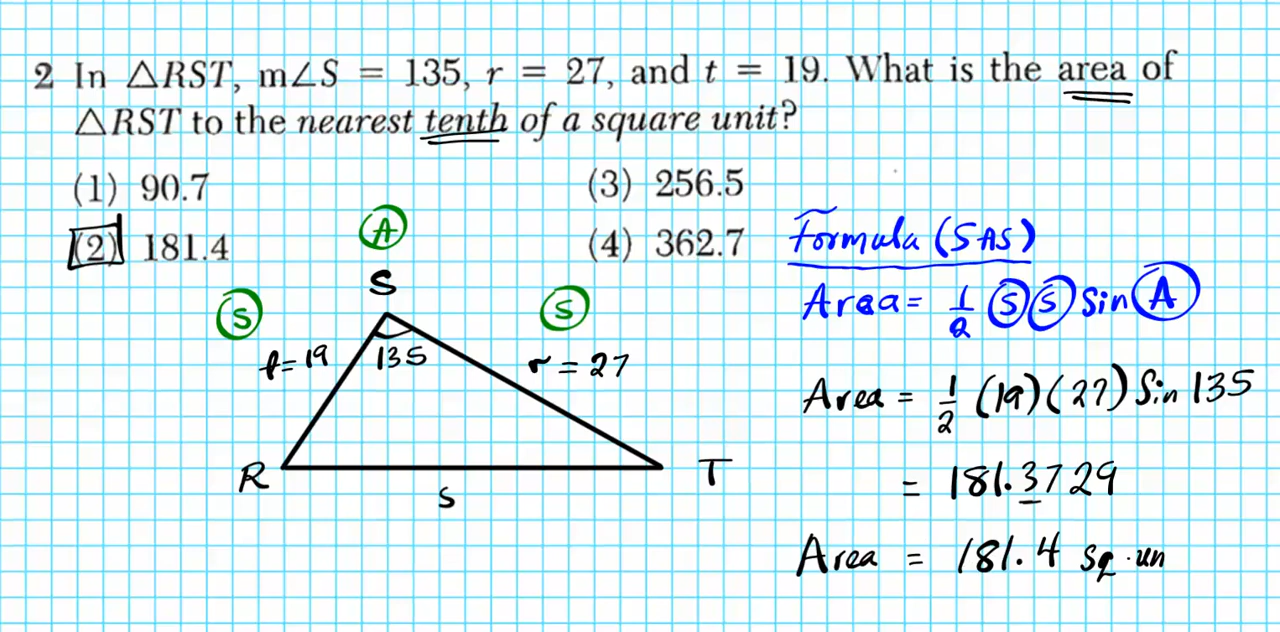 2 In △RST, m∠S = 135, r = 27, and t = 19. What is the area of
△RST to the nearest tenth of a square unit?
(1) 90.7
(3) 256.5
(2) 181.4
(4) 362.7
Formula (SAS)
Area = 1/2 S S Sin A
A
S
S
S
t = 19
135
r = 27
R
T
s
Area = 1/2 (19)(27) Sin 135
= 181.3729
Area = 181.4 sq. un